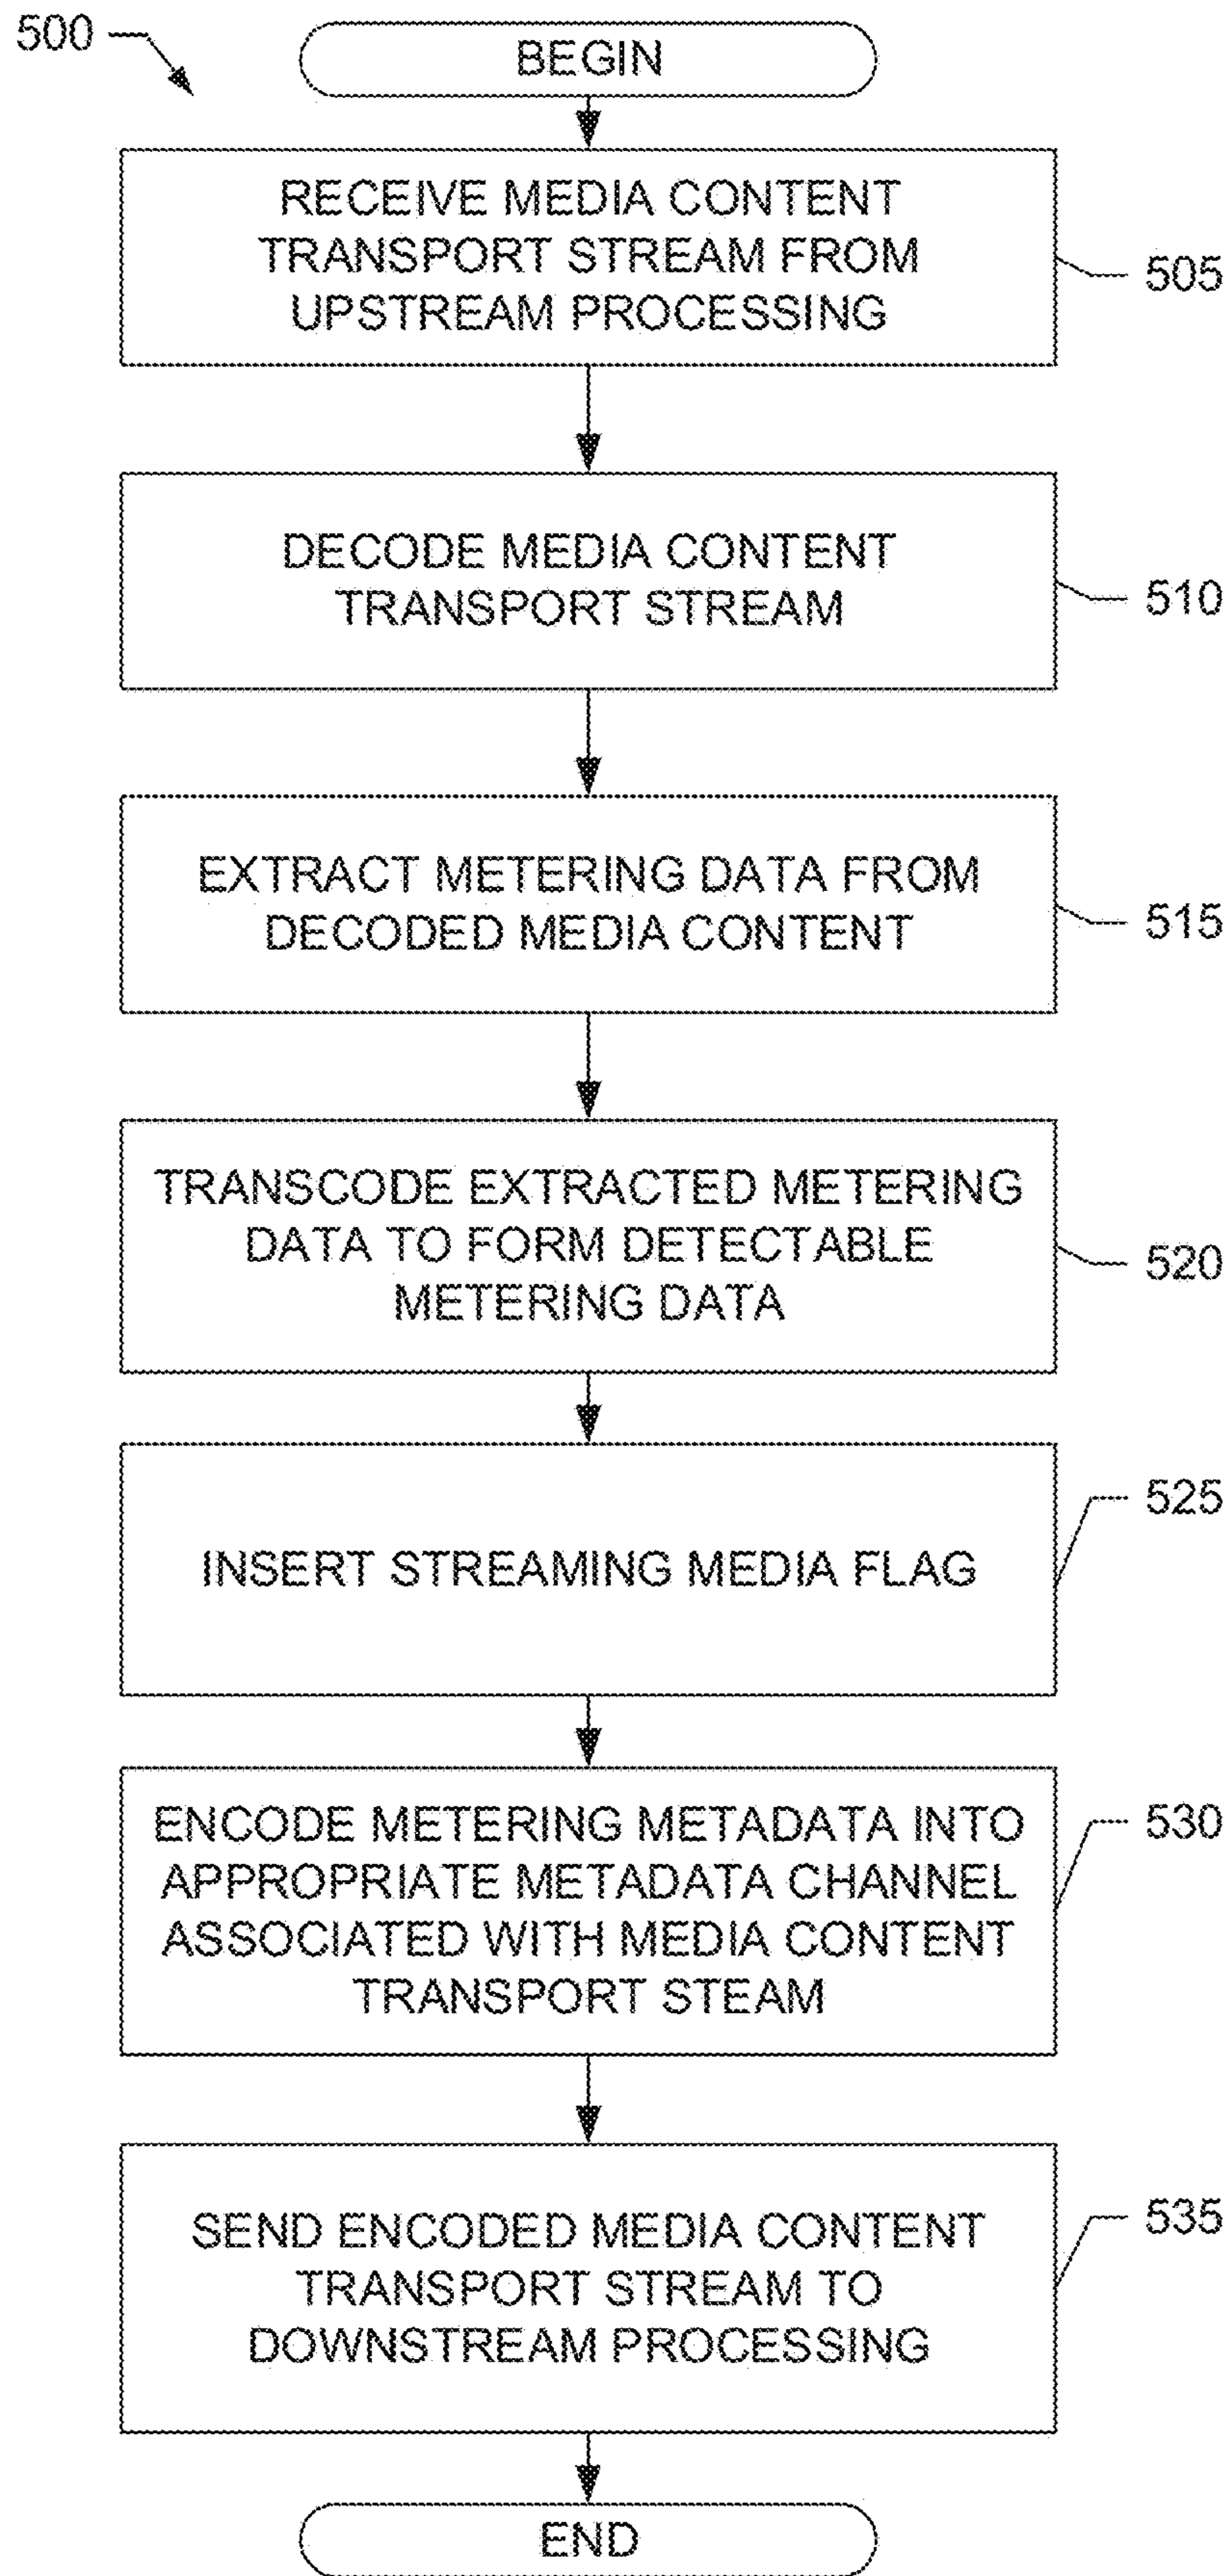 500
BEGIN
RECEIVE MEDIA CONTENT
TRANSPORT STREAM FROM
UPSTREAM PROCESSING
505
DECODE MEDIA CONTENT
TRANSPORT STREAM
510
EXTRACT METERING DATA FROM
DECODED MEDIA CONTENT
515
TRANSCODE EXTRACTED METERING
DATA TO FORM DETECTABLE
METERING DATA
520
INSERT STREAMING MEDIA FLAG
525
ENCODE METERING METADATA INTO
APPROPRIATE METADATA CHANNEL
ASSOCIATED WITH MEDIA CONTENT
TRANSPORT STEAM
530
SEND ENCODED MEDIA CONTENT
TRANSPORT STREAM TO
DOWNSTREAM PROCESSING
535
END